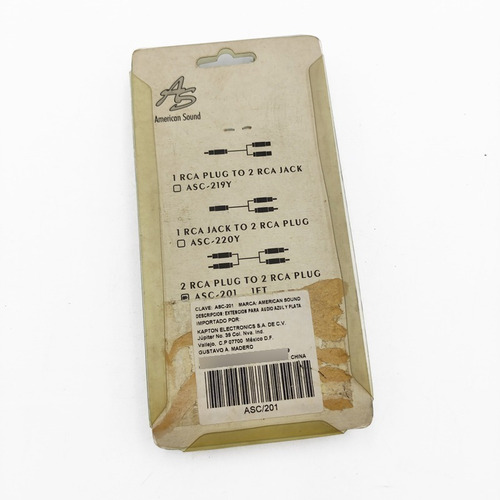 AS
American Sound
1 RCA PLUG TO 2 RCA JACK
ASC-219Y
1 RCA JACK TO 2 RCA PLUG
ASC-220Y
2 RCA PLUG TO 2 RCA PLUG
ASC-201 1FT
CLAVE: ASC-201 MARCA: AMERICAN SOUND
DESCRIPCION: EXTENCION PARA AUDIO AZUL Y PLATA
IMPORTADO POR:
KAPTON ELECTRONICS S.A. DE C.V.
Júpiter No. 35 Col. Nva. Ind.
Vallejo, C.P 07700 México D.F.
GUSTAVO A. MADERO
CHINA
ASC/201